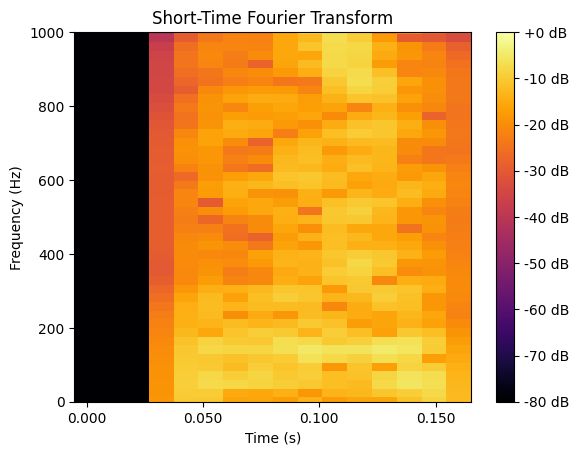 Short-Time Fourier Transform
1000
800
600
400
200
0
Frequency (Hz)
0.000
0.050
0.100
0.150
Time (s)
+0 dB
-10 dB
-20 dB
-30 dB
-40 dB
-50 dB
-60 dB
-70 dB
-80 dB